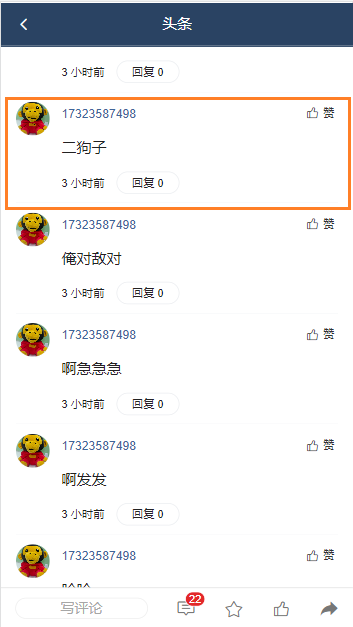 头条
3 小时前 回复 0
17323587498 赞
二狗子
3 小时前 回复 0
17323587498 赞
俺对敌对
3 小时前 回复 0
17323587498 赞
啊急急急
3 小时前 回复 0
17323587498 赞
啊发发
3 小时前 回复 0
17323587498 赞
写评论 22